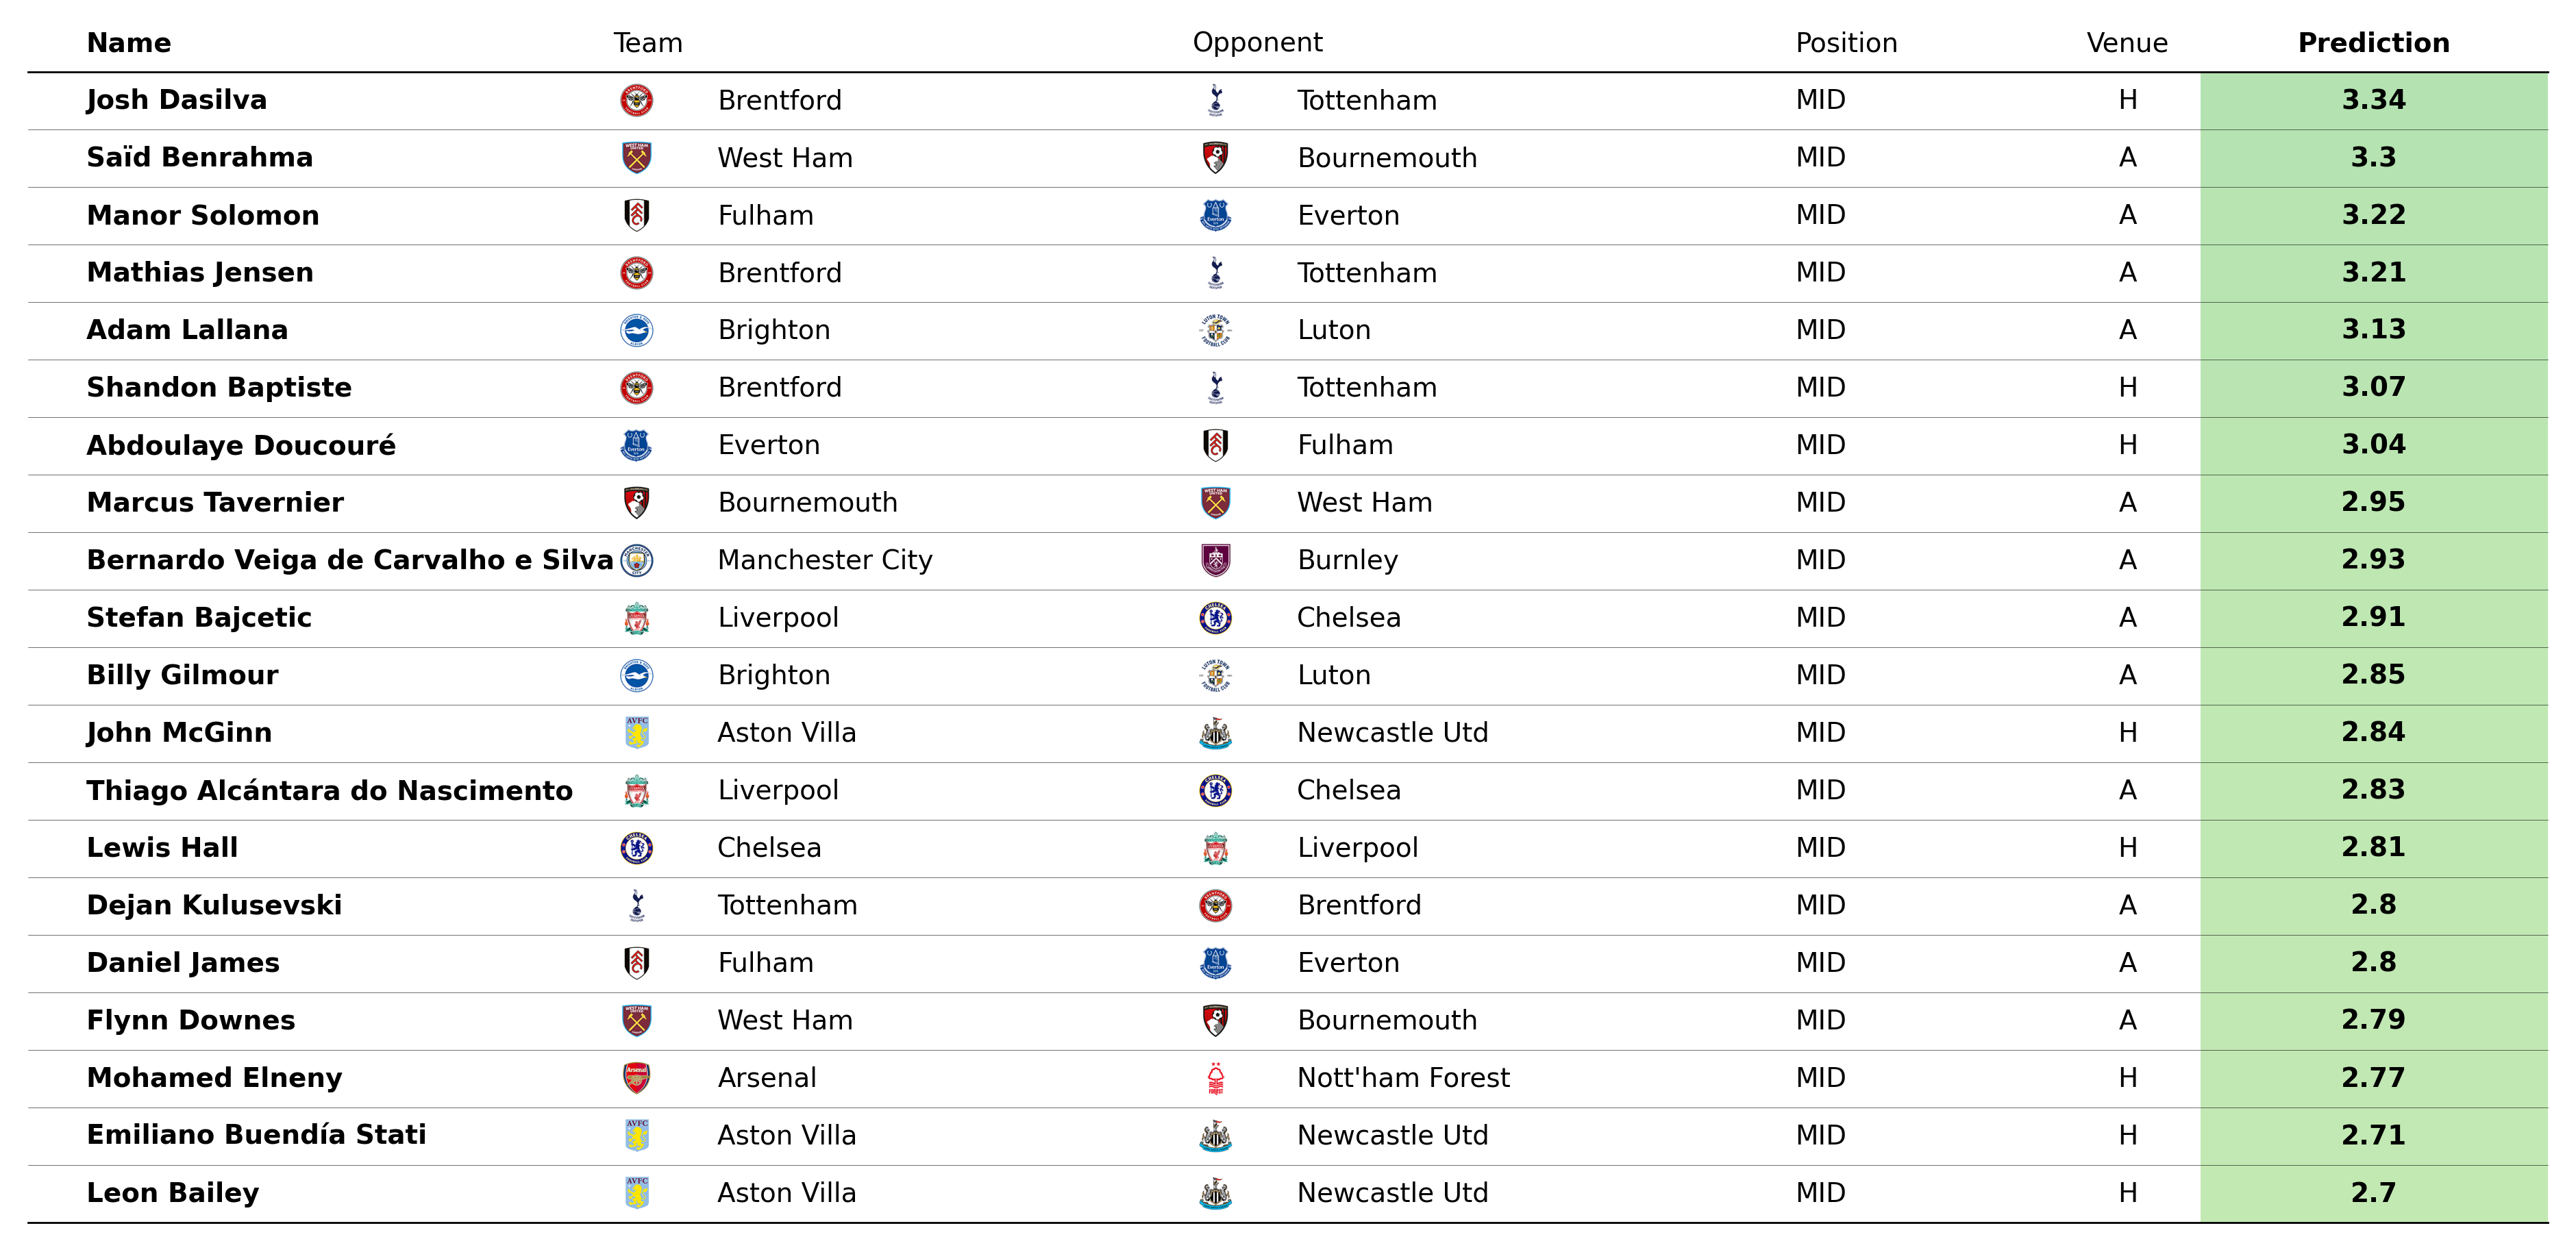 Name Team Opponent Position Venue Prediction
Josh Dasilva Brentford Tottenham MID H 3.34
Saïd Benrahma West Ham Bournemouth MID A 3.3
Manor Solomon Fulham Everton MID A 3.22
Mathias Jensen Brentford Tottenham MID A 3.21
Adam Lallana Brighton Luton MID A 3.13
Shandon Baptiste Brentford Tottenham MID H 3.07
Abdoulaye Doucouré Everton Fulham MID H 3.04
Marcus Tavernier Bournemouth West Ham MID A 2.95
Bernardo Veiga de Carvalho e Silva Manchester City Burnley MID A 2.93
Stefan Bajcetic Liverpool Chelsea MID A 2.91
Billy Gilmour Brighton Luton MID A 2.85
John McGinn Aston Villa Newcastle Utd MID H 2.84
Thiago Alcántara do Nascimento Liverpool Chelsea MID A 2.83
Lewis Hall Chelsea Liverpool MID H 2.81
Dejan Kulusevski Tottenham Brentford MID A 2.8
Daniel James Fulham Everton MID A 2.8
Flynn Downes West Ham Bournemouth MID A 2.79
Mohamed Elneny Arsenal Nott'ham Forest MID H 2.77
Emiliano Buendía Stati Aston Villa Newcastle Utd MID H 2.71
Leon Bailey Aston Villa Newcastle Utd MID H 2.7